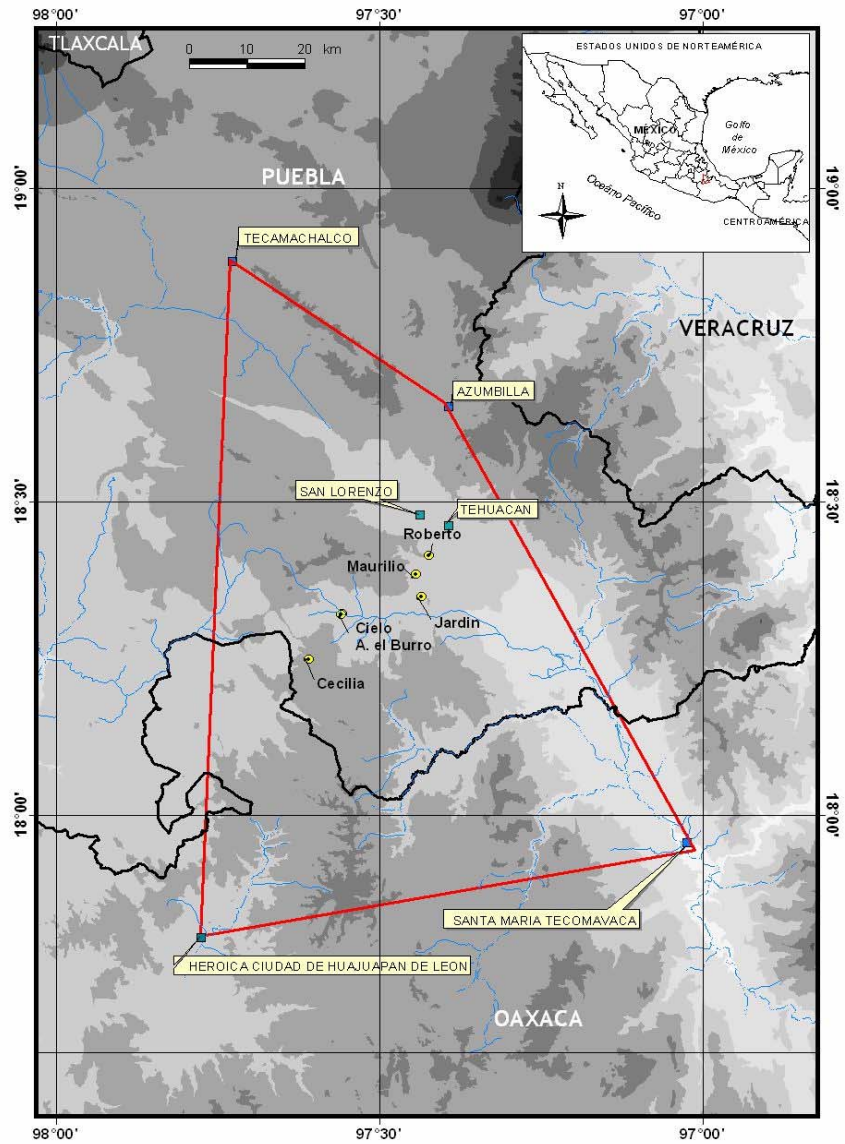 98°00' 97°30' 97°00'
TLAXCALA
0 10 20 km
ESTADOS UNIDOS DE NORTEAMÉRICA
MÉXICO
Golfo
de
México
Océano Pacífico
N
CENTROAMÉRICA
19°00' 19°00'
PUEBLA
TECAMACHALCO
VERACRUZ
AZUMBILLA
18°30' 18°30'
SAN LORENZO
TEHUACAN
Roberto
Maurilio
Jardin
Cielo
A. el Burro
Cecilia
18°00' 18°00'
SANTA MARIA TECOMAVACA
HEROICA CIUDAD DE HUAJUAPAN DE LEON
OAXACA
98°00' 97°30' 97°00'